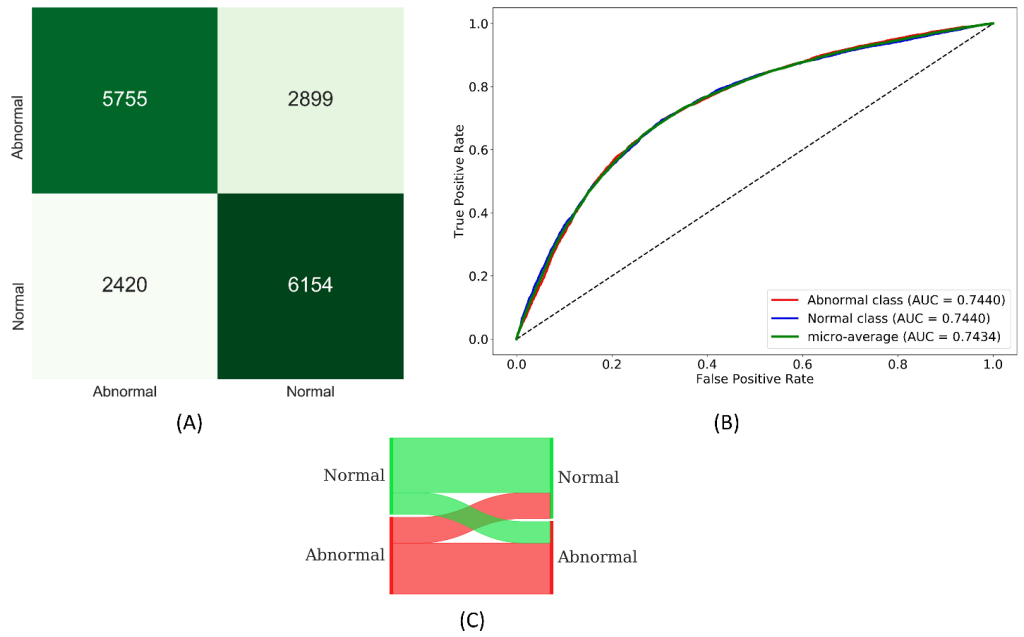 Abnormal
5755
2899
Normal
2420
6154
Abnormal
Normal
(A)
True Positive Rate
1.0
0.8
0.6
0.4
0.2
0.0
Abnormal class (AUC = 0.7440)
Normal class (AUC = 0.7440)
micro-average (AUC = 0.7434)
0.0
0.2
0.4
0.6
0.8
1.0
False Positive Rate
(B)
Normal
Normal
Abnormal
Abnormal
(C)